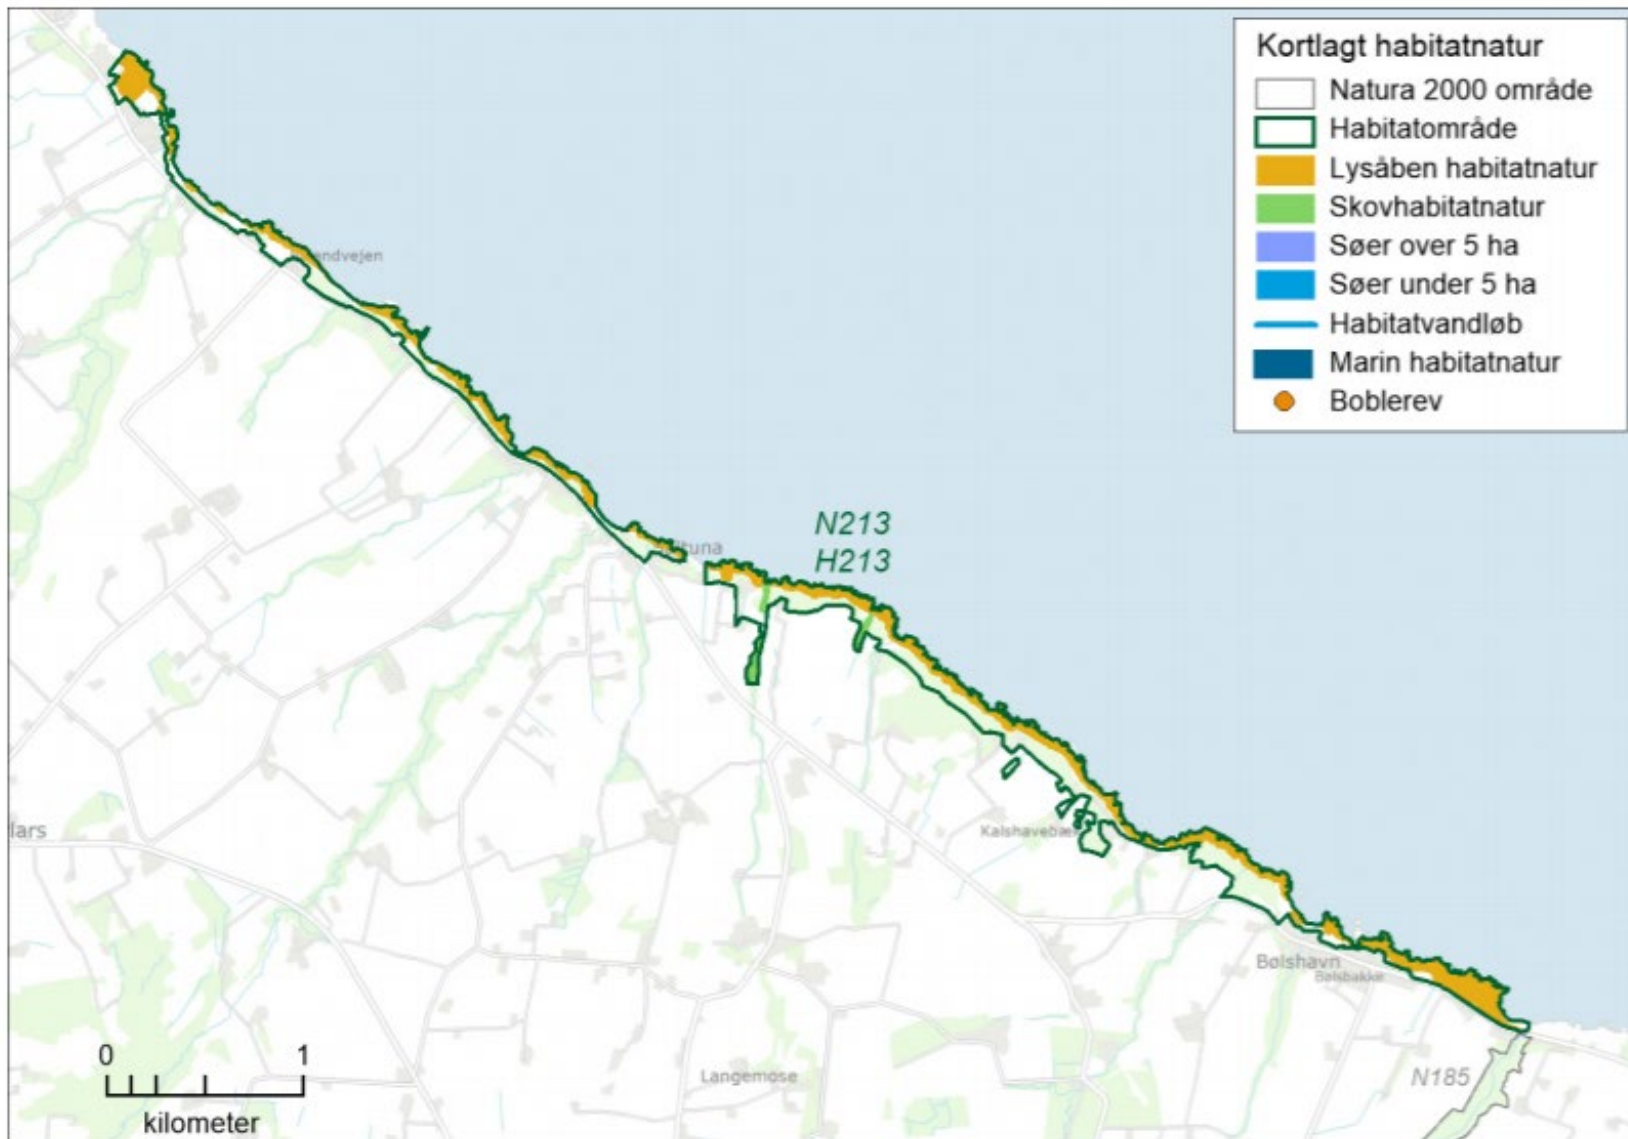 Kortlagt habitatnatur
Natura 2000 område
Habitatområde
Lysåben habitatnatur
Skovhabitatnatur
Søer over 5 ha
Søer under 5 ha
Habitatvandløb
Marin habitatnatur
Boblerev
N213
H213
Bølshavn
Bølsbakke
Langemose
N185
0 1
kilometer